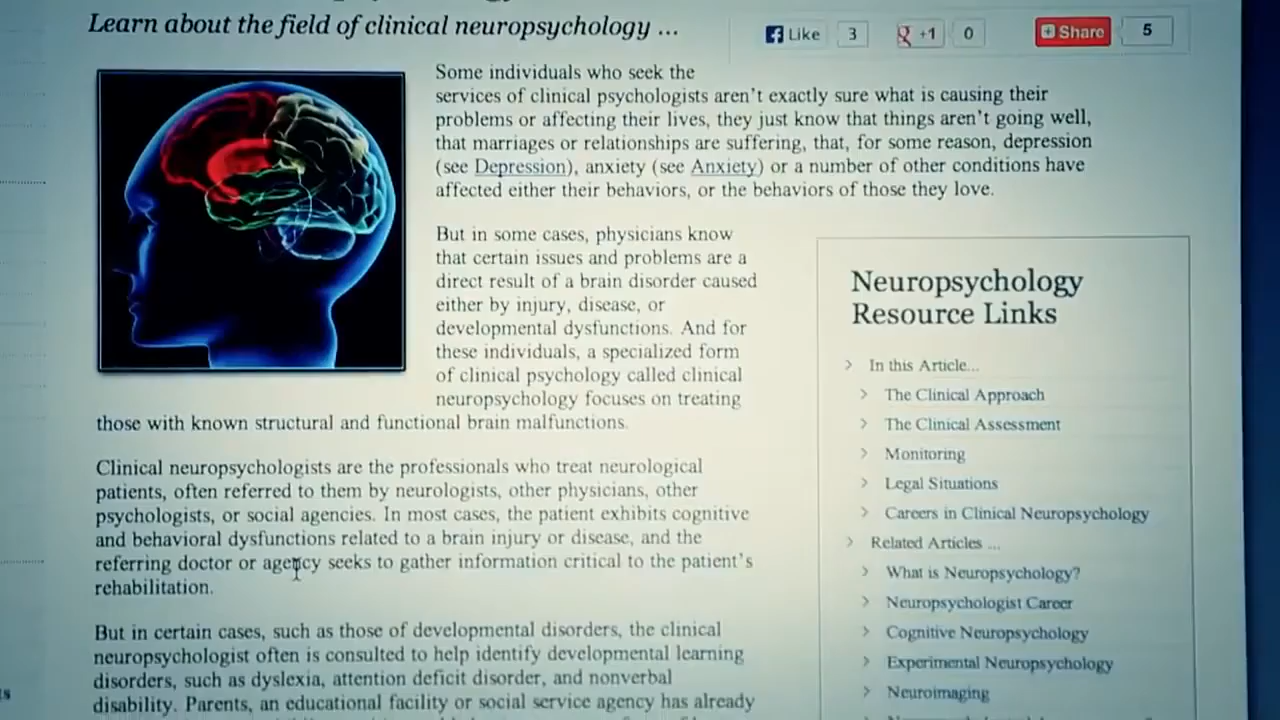 Learn about the field of clinical neuropsychology ...
Like 3
+1 0
Share 5
Some individuals who seek the
services of clinical psychologists aren't exactly sure what is causing their
problems or affecting their lives, they just know that things aren't going well,
that marriages or relationships are suffering, that, for some reason, depression
(see Depression), anxiety (see Anxiety) or a number of other conditions have
affected either their behaviors, or the behaviors of those they love.
But in some cases, physicians know
that certain issues and problems are a
direct result of a brain disorder caused
either by injury, disease, or
developmental dysfunctions. And for
these individuals, a specialized form
of clinical psychology called clinical
neuropsychology focuses on treating
those with known structural and functional brain malfunctions.
Clinical neuropsychologists are the professionals who treat neurological
patients, often referred to them by neurologists, other physicians, other
psychologists, or social agencies. In most cases, the patient exhibits cognitive
and behavioral dysfunctions related to a brain injury or disease, and the
referring doctor or agency seeks to gather information critical to the patient's
rehabilitation.
But in certain cases, such as those of developmental disorders, the clinical
neuropsychologist often is consulted to help identify developmental learning
disorders, such as dyslexia, attention deficit disorder, and nonverbal
disability. Parents, an educational facility or social service agency has already
Neuropsychology
Resource Links
In this Article...
The Clinical Approach
The Clinical Assessment
Monitoring
Legal Situations
Careers in Clinical Neuropsychology
Related Articles ...
What is Neuropsychology?
Neuropsychologist Career
Cognitive Neuropsychology
Experimental Neuropsychology
Neuroimaging